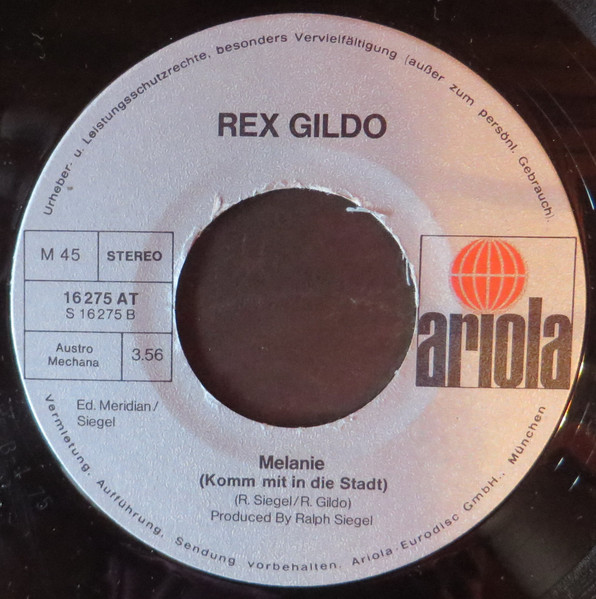 Urheber- u. Leistungsschutzrechte, besonders Vervielfältigung (außer zum persönl. Gebrauch).
REX GILDO
M 45
STEREO
16 275 AT
S 16 275 B
Austro
Mechana
3.56
ariola
Ed. Meridian/
Siegel
Melanie
(Komm mit in die Stadt)
(R. Siegel/R. Gildo)
Produced By Ralph Siegel
Vermietung, Aufführung, Sendung vorbehalten. Ariola-Eurodisc GmbH., München